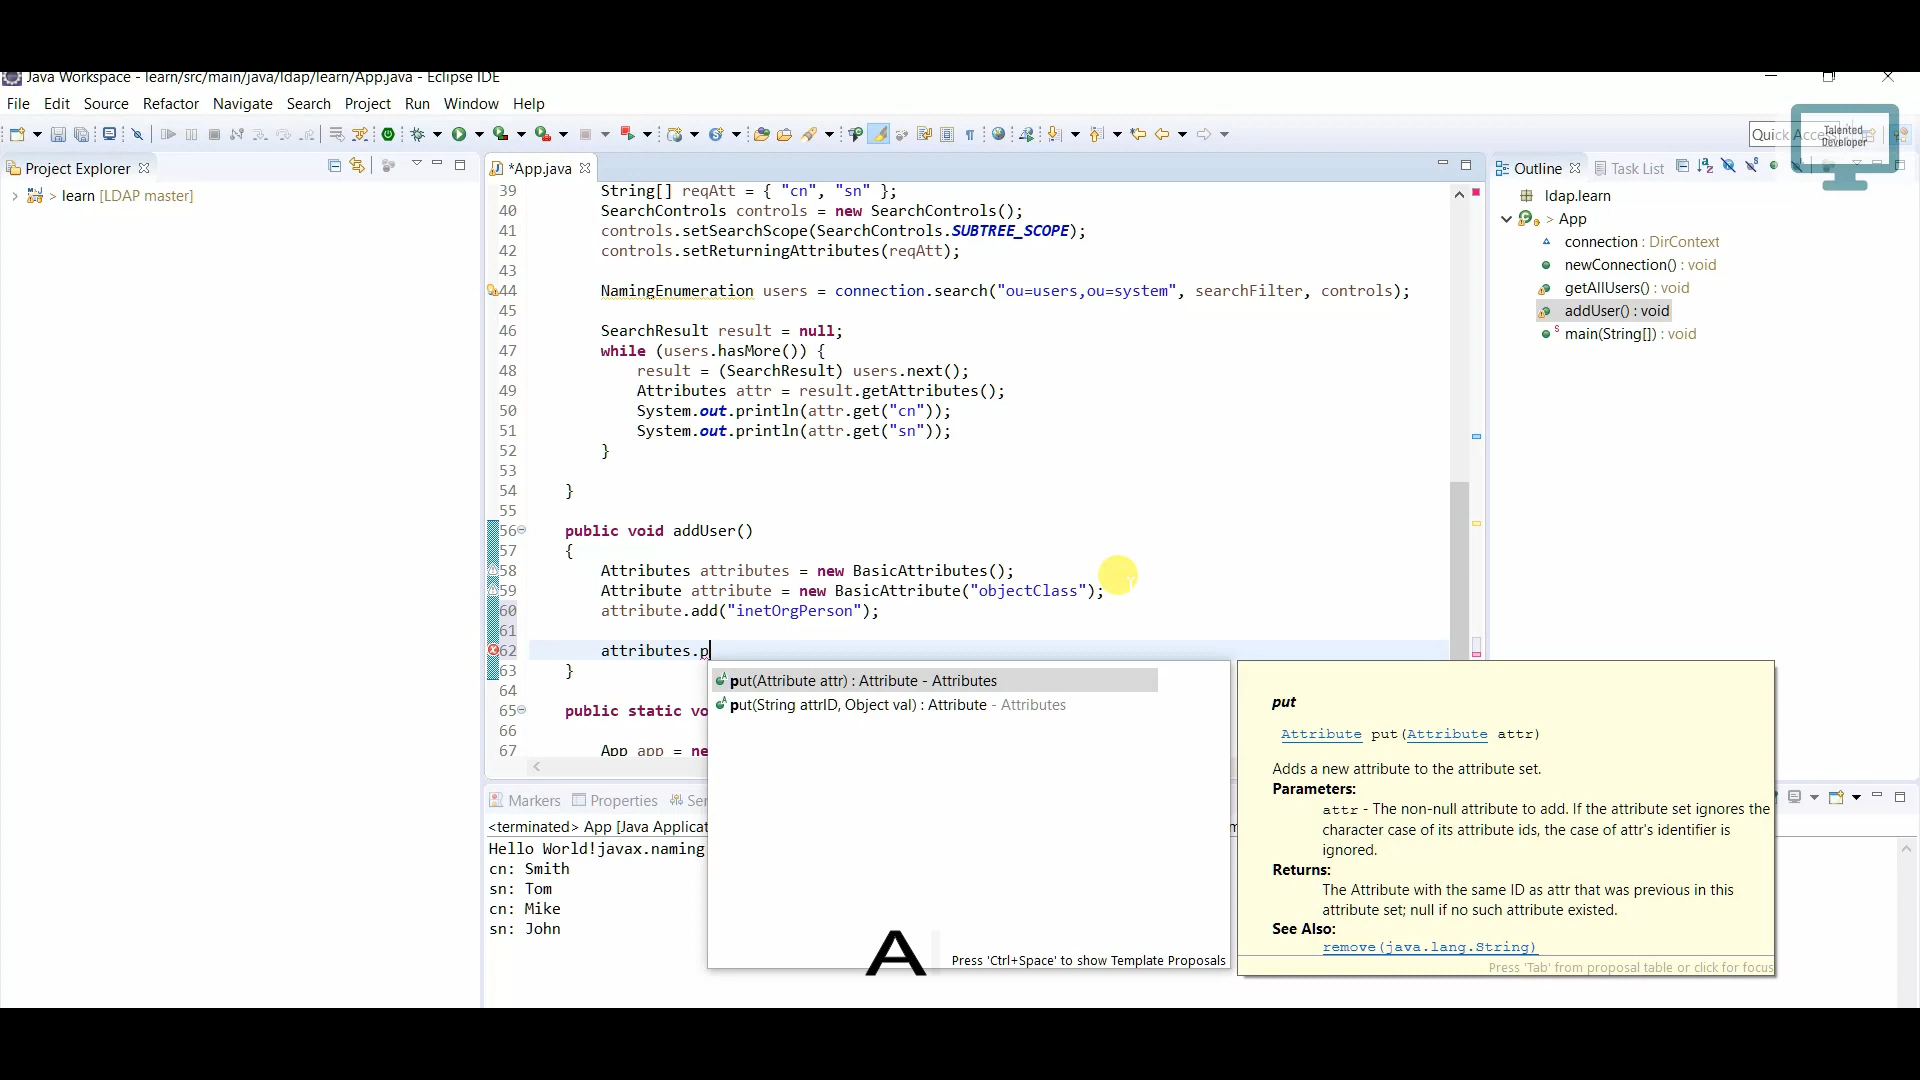 Java Workspace - learn/src/main/java/ldap/learn/App.java - Eclipse IDE
File Edit Source Refactor Navigate Search Project Run Window Help
Quick Access
Talented
Developer
Project Explorer
learn [LDAP master]
*App.java
39 String[] reqAtt = { "cn", "sn" };
40 SearchControls controls = new SearchControls();
41 controls.setSearchScope(SearchControls.SUBTREE_SCOPE);
42 controls.setReturningAttributes(reqAtt);
43
44 NamingEnumeration users = connection.search("ou=users,ou=system", searchFilter, controls);
45
46 SearchResult result = null;
47 while (users.hasMore()) {
48 result = (SearchResult) users.next();
49 Attributes attr = result.getAttributes();
50 System.out.println(attr.get("cn"));
51 System.out.println(attr.get("sn"));
52 }
53
54 }
55
56 public void addUser()
57 {
58 Attributes attributes = new BasicAttributes();
59 Attribute attribute = new BasicAttribute("objectClass");
60 attribute.add("inetOrgPerson");
61
62 attributes.p
63 }
64
65 public static vo
66
67 App app = ne
put(Attribute attr) : Attribute - Attributes
put(String attrID, Object val) : Attribute - Attributes
Press 'Ctrl+Space' to show Template Proposals
A
put
Attribute put(Attribute attr)
Adds a new attribute to the attribute set.
Parameters:
attr - The non-null attribute to add. If the attribute set ignores the
character case of its attribute ids, the case of attr's identifier is
ignored.
Returns:
The Attribute with the same ID as attr that was previous in this
attribute set; null if no such attribute existed.
See Also:
remove(java.lang.String)
Press 'Tab' from proposal table or click for focus
Outline Task List
ldap.learn
> App
connection : DirContext
newConnection() : void
getAllUsers() : void
addUser() : void
main(String[]) : void
Markers Properties Ser
<terminated> App [Java Applicat
Hello World!javax.naming
cn: Smith
sn: Tom
cn: Mike
sn: John